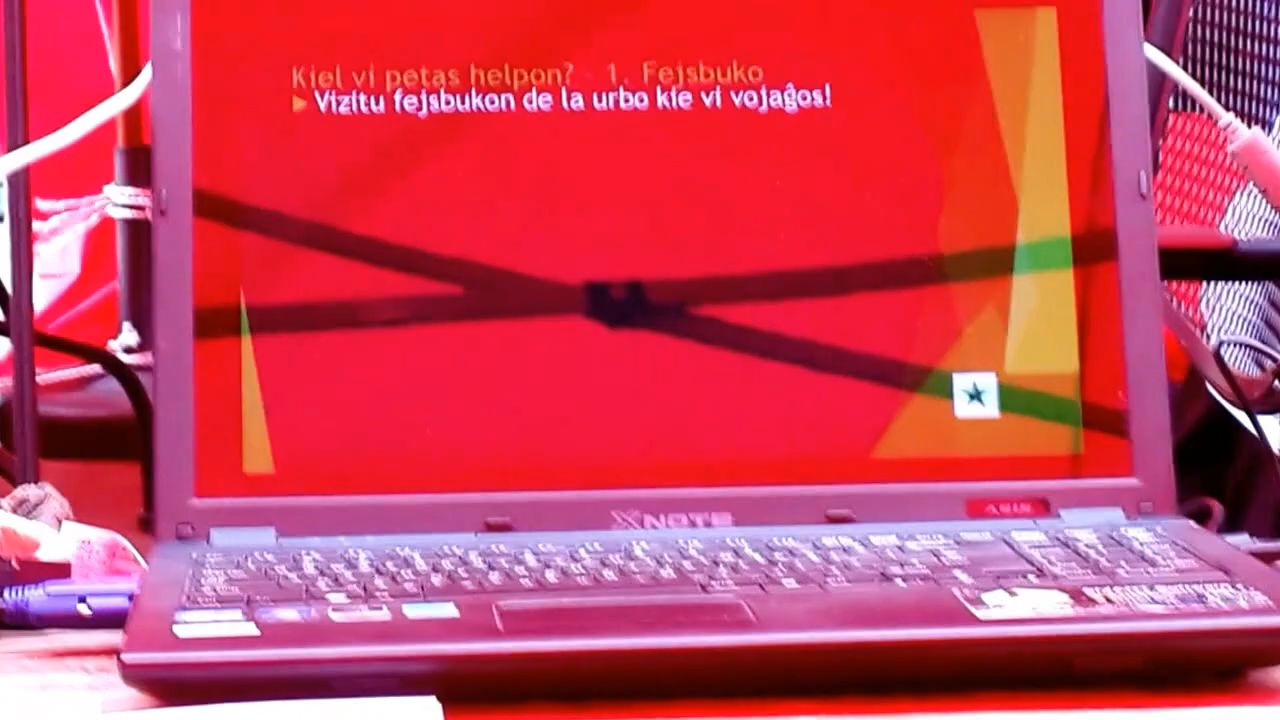 Kiel vi petas helpon? - 1. Fejsbuko
▶ Vizitu fejsbukon de la urbo kie vi vojaĝos!
XNOTE